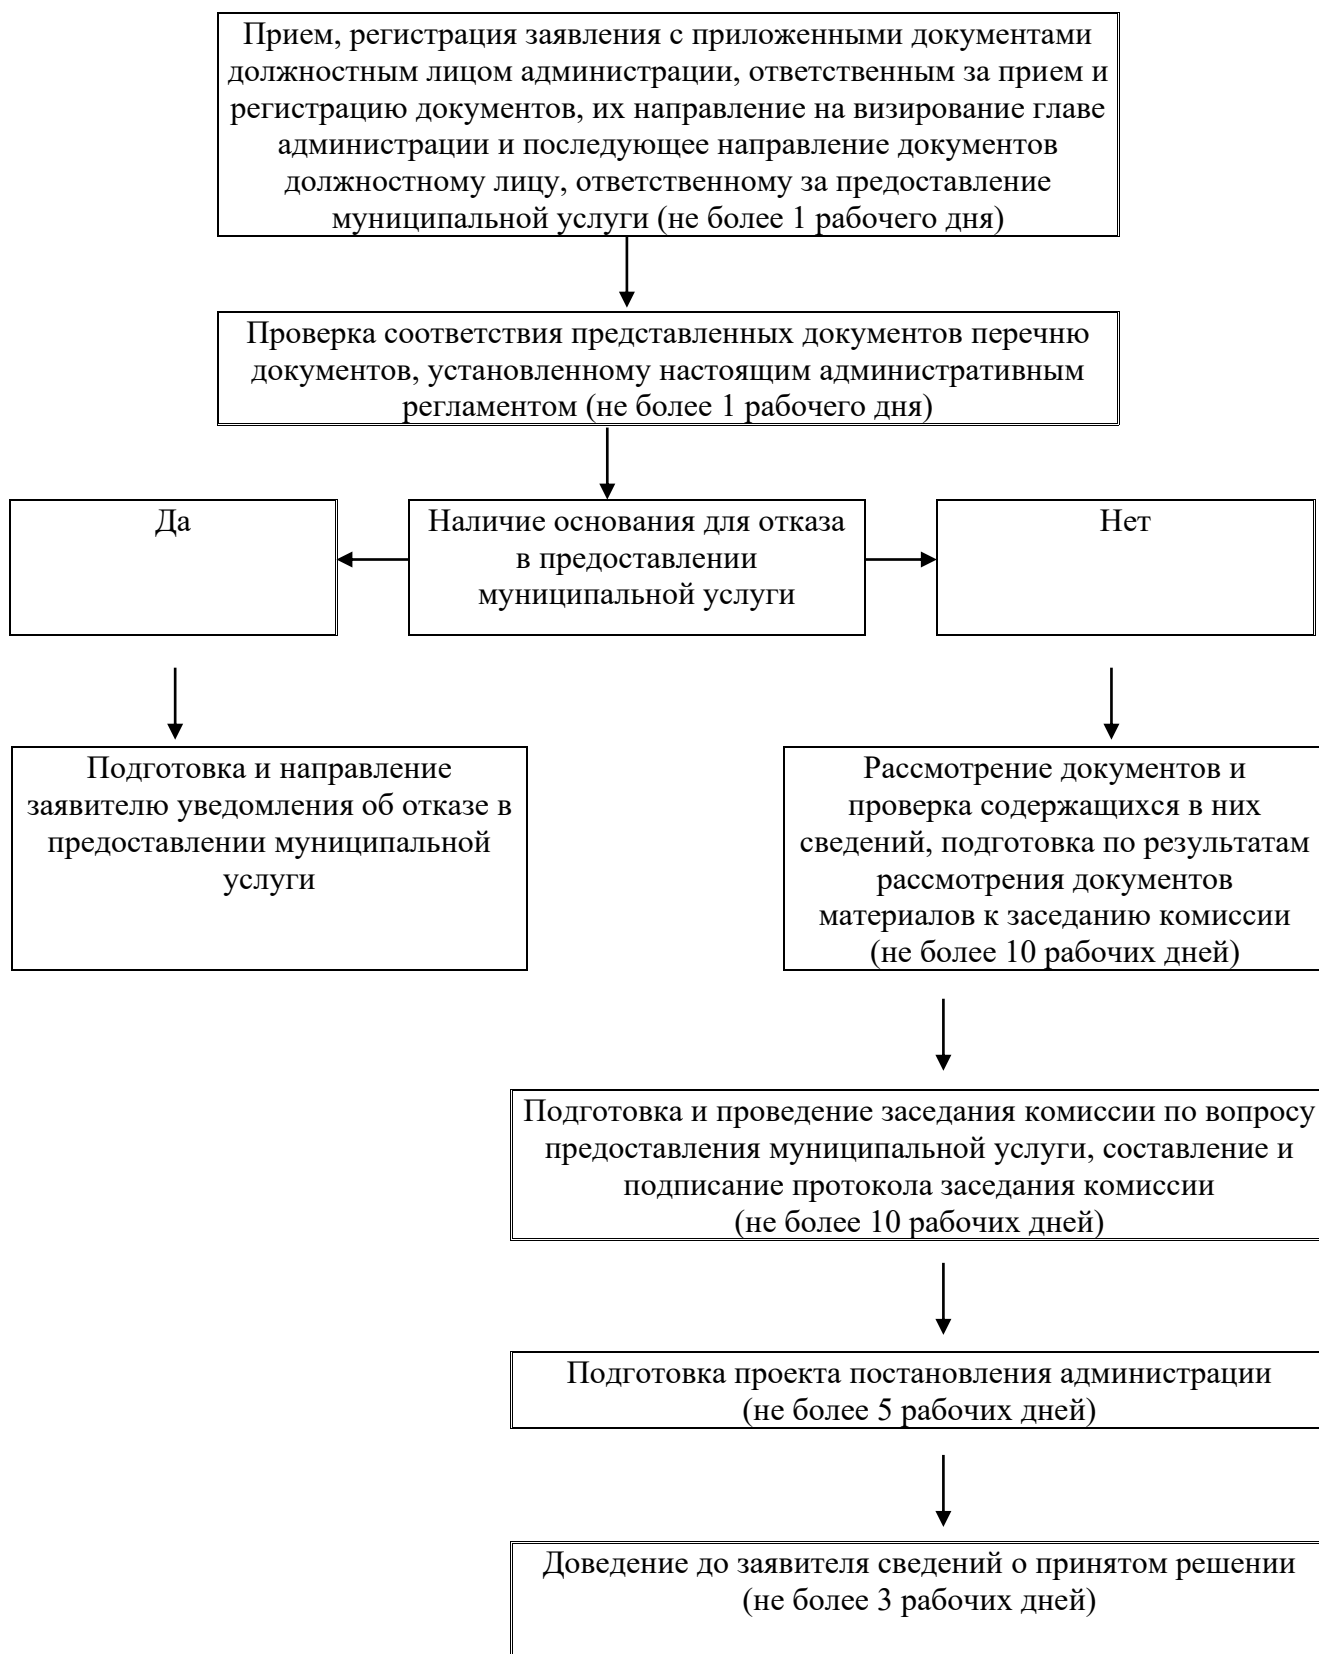 Прием, регистрация заявления с приложенными документами
должностным лицом администрации, ответственным за прием и
регистрацию документов, их направление на визирование главе
администрации и последующее направление документов
должностному лицу, ответственному за предоставление
муниципальной услуги (не более 1 рабочего дня)
Проверка соответствия представленных документов перечню
документов, установленному настоящим административным
регламентом (не более 1 рабочего дня)
Да
Наличие основания для отказа
в предоставлении
муниципальной услуги
Нет
Подготовка и направление
заявителю уведомления об отказе в
предоставлении муниципальной
услуги
Рассмотрение документов и
проверка содержащихся в них
сведений, подготовка по результатам
рассмотрения документов
материалов к заседанию комиссии
(не более 10 рабочих дней)
Подготовка и проведение заседания комиссии по вопросу
предоставления муниципальной услуги, составление и
подписание протокола заседания комиссии
(не более 10 рабочих дней)
Подготовка проекта постановления администрации
(не более 5 рабочих дней)
Доведение до заявителя сведений о принятом решении
(не более 3 рабочих дней)